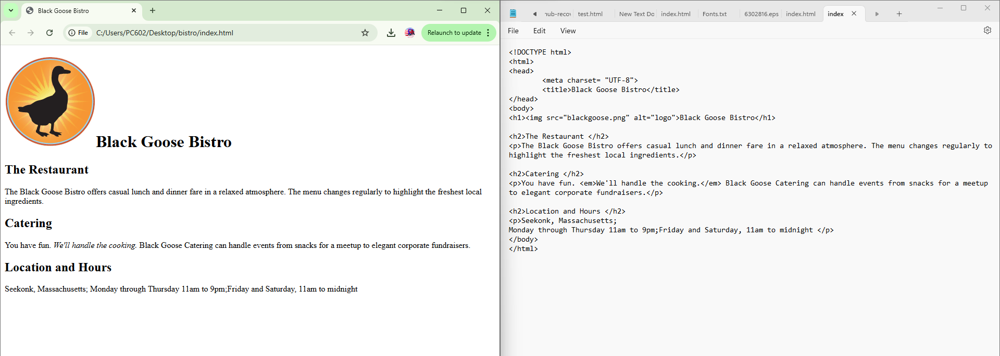 Black Goose Bistro
File
C:/Users/PC602/Desktop/bistro/index.html
Relaunch to update
Black Goose Bistro
The Restaurant
The Black Goose Bistro offers casual lunch and dinner fare in a relaxed atmosphere. The menu changes regularly to highlight the freshest local
ingredients.
Catering
You have fun. We'll handle the cooking. Black Goose Catering can handle events from snacks for a meetup to elegant corporate fundraisers.
Location and Hours
Seekonk, Massachusetts; Monday through Thursday 11am to 9pm;Friday and Saturday, 11am to midnight
nub-recov test.html New Text Do index.html Fonts.txt 6302816.eps index.html index
File Edit View
<!DOCTYPE html>
<html>
<head>
<meta charset= "UTF-8">
<title>Black Goose Bistro</title>
</head>
<body>
<h1><img src="blackgoose.png" alt="logo">Black Goose Bistro</h1>
<h2>The Restaurant </h2>
<p>The Black Goose Bistro offers casual lunch and dinner fare in a relaxed atmosphere. The menu changes regularly to
highlight the freshest local ingredients.</p>
<h2>Catering </h2>
<p>You have fun. <em>We'll handle the cooking.</em> Black Goose Catering can handle events from snacks for a meetup
to elegant corporate fundraisers.</p>
<h2>Location and Hours </h2>
<p>Seekonk, Massachusetts;
Monday through Thursday 11am to 9pm;Friday and Saturday, 11am to midnight </p>
</body>
</html>